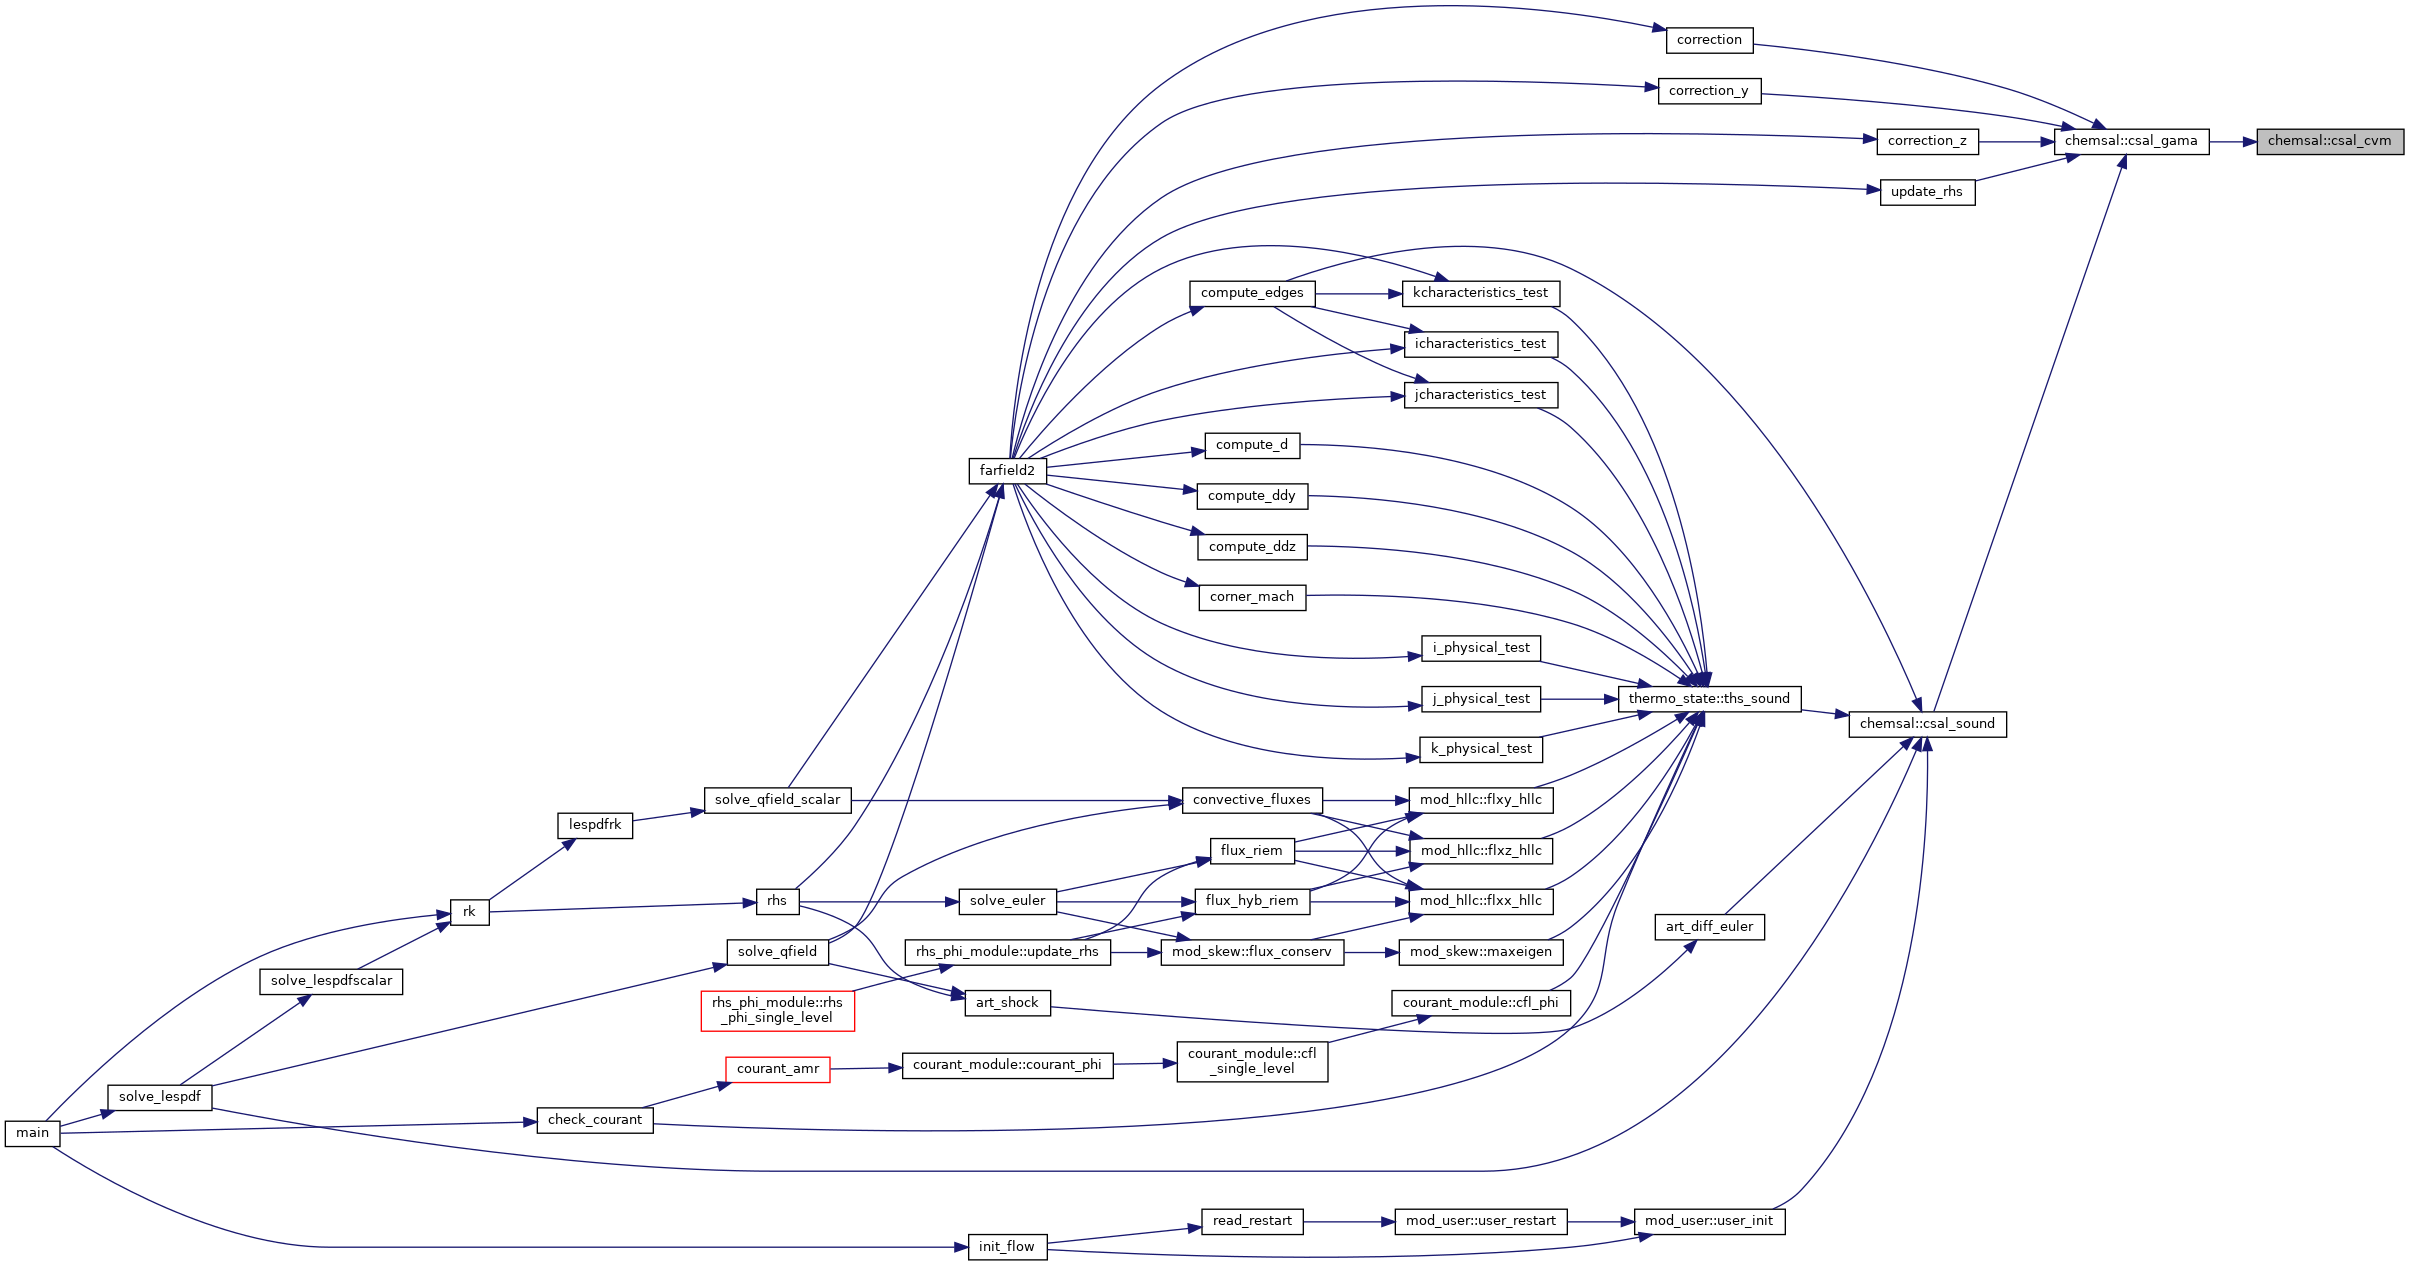 correction
correction_y
correction_z
chemsal::csal_gama
chemsal::csal_cvm
update_rhs
compute_edges
kcharacteristics_test
icharacteristics_test
jcharacteristics_test
compute_d
farfield2
compute_ddy
compute_ddz
corner_mach
i_physical_test
j_physical_test
thermo_state::ths_sound
chemsal::csal_sound
k_physical_test
solve_qfield_scalar
convective_fluxes
mod_hllc::flxy_hllc
lespdfrk
flux_riem
mod_hllc::flxz_hllc
rk
rhs
solve_euler
flux_hyb_riem
mod_hllc::flxx_hllc
art_diff_euler
solve_qfield
rhs_phi_module::update_rhs
mod_skew::flux_conserv
mod_skew::maxeigen
solve_lespdfscalar
rhs_phi_module::rhs
_phi_single_level
art_shock
courant_module::cfl_phi
courant_amr
courant_module::courant_phi
courant_module::cfl
_single_level
solve_lespdf
check_courant
main
read_restart
mod_user::user_restart
mod_user::user_init
init_flow